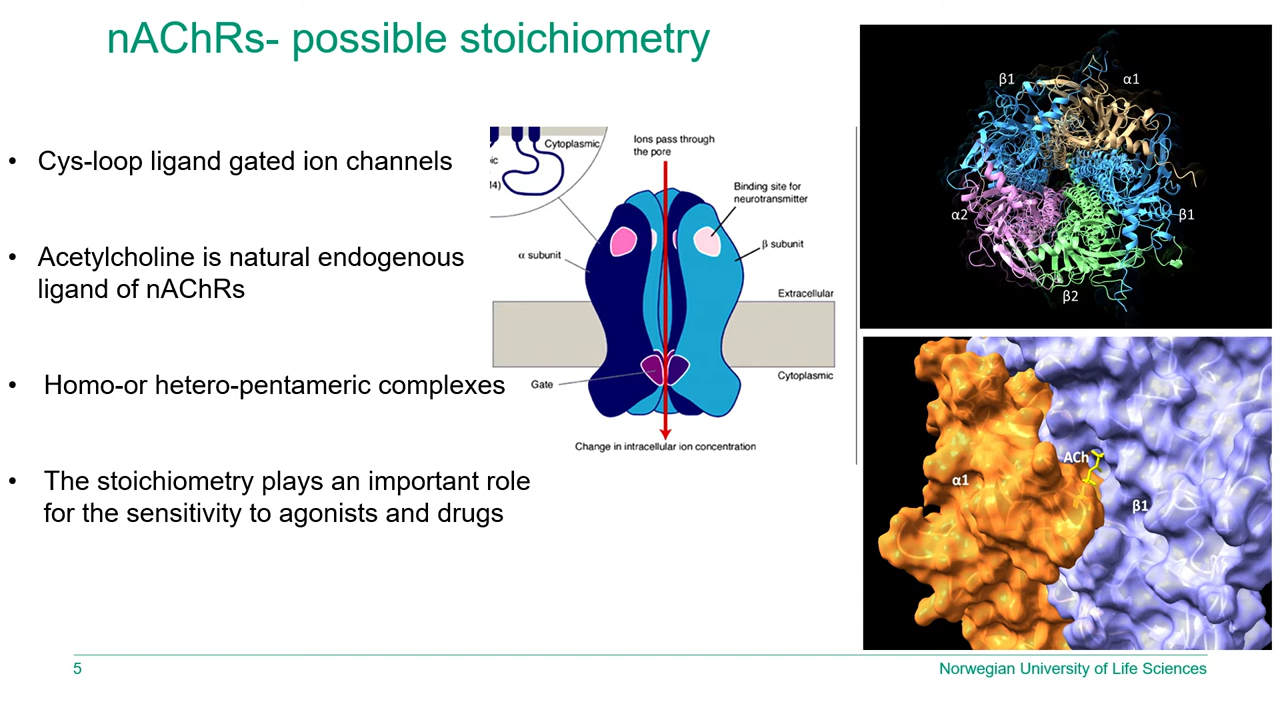 nAChRs- possible stoichiometry
• Cys-loop ligand gated ion channels
• Acetylcholine is natural endogenous
ligand of nAChRs
• Homo-or hetero-pentameric complexes
• The stoichiometry plays an important role
for the sensitivity to agonists and drugs
Cytoplasmic
ic
I4)
Ions pass through
the pore
Binding site for
neurotransmitter
α subunit
β subunit
Extracellular
Cytoplasmic
Gate
Change in intracellular ion concentration
β1
α1
α2
β1
β2
ACh
α1
β1
5
Norwegian University of Life Sciences